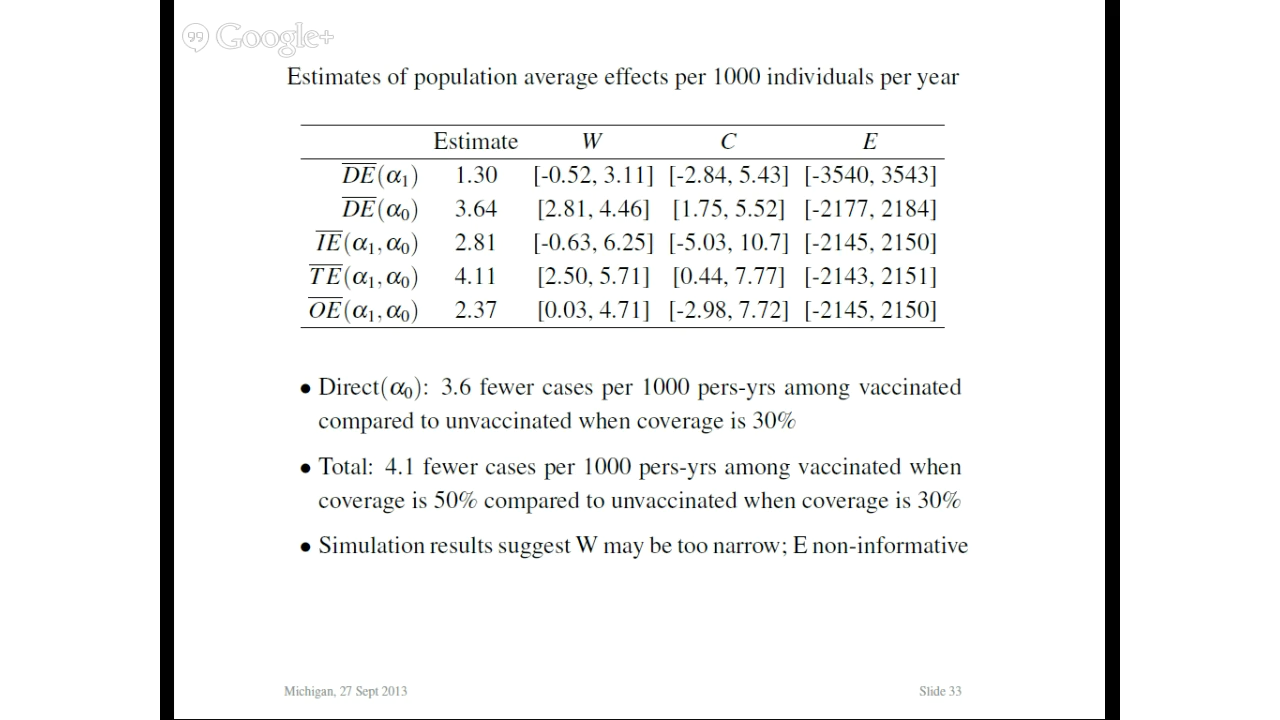 99 Google+
Estimates of population average effects per 1000 individuals per year
Estimate W C E
D̅E̅(α₁) 1.30 [-0.52, 3.11] [-2.84, 5.43] [-3540, 3543]
D̅E̅(α₀) 3.64 [2.81, 4.46] [1.75, 5.52] [-2177, 2184]
I̅E̅(α₁,α₀) 2.81 [-0.63, 6.25] [-5.03, 10.7] [-2145, 2150]
T̅E̅(α₁,α₀) 4.11 [2.50, 5.71] [0.44, 7.77] [-2143, 2151]
O̅E̅(α₁,α₀) 2.37 [0.03, 4.71] [-2.98, 7.72] [-2145, 2150]
• Direct(α₀): 3.6 fewer cases per 1000 pers-yrs among vaccinated
compared to unvaccinated when coverage is 30%
• Total: 4.1 fewer cases per 1000 pers-yrs among vaccinated when
coverage is 50% compared to unvaccinated when coverage is 30%
• Simulation results suggest W may be too narrow; E non-informative
Michigan, 27 Sept 2013 Slide 33